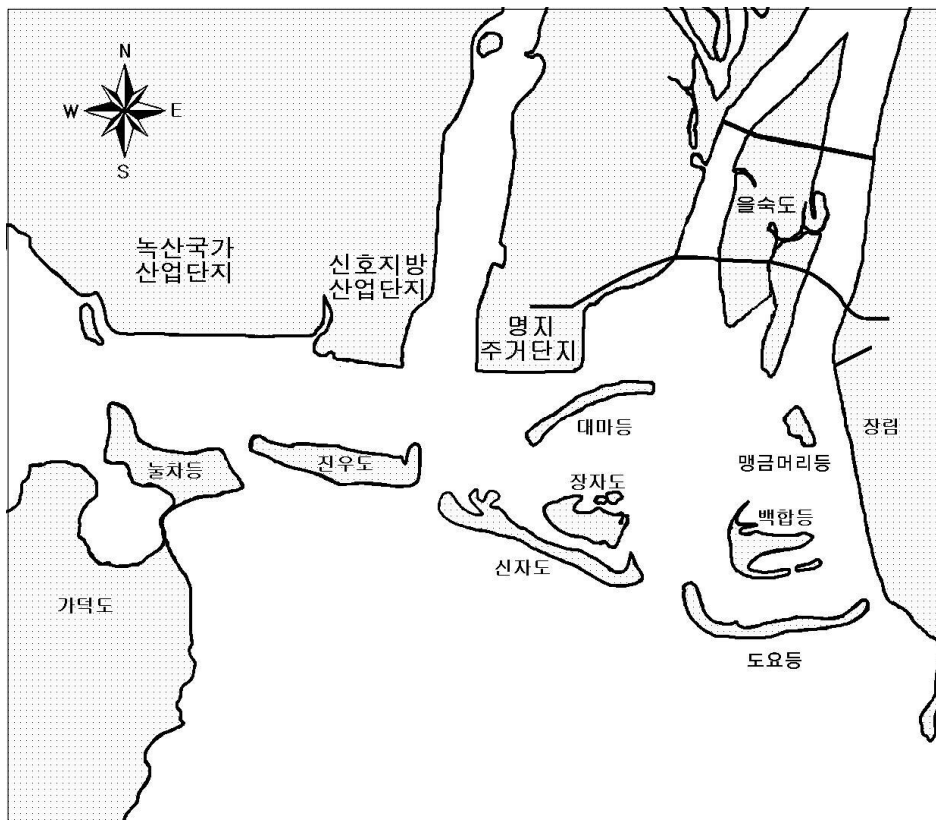 N
W E
S
을숙도
녹산국가
산업단지
신호지방
산업단지
명지
주거단지
대마등
장림
눌차등
진우도
맹금머리등
장자도
백합등
신자도
가덕도
도요등